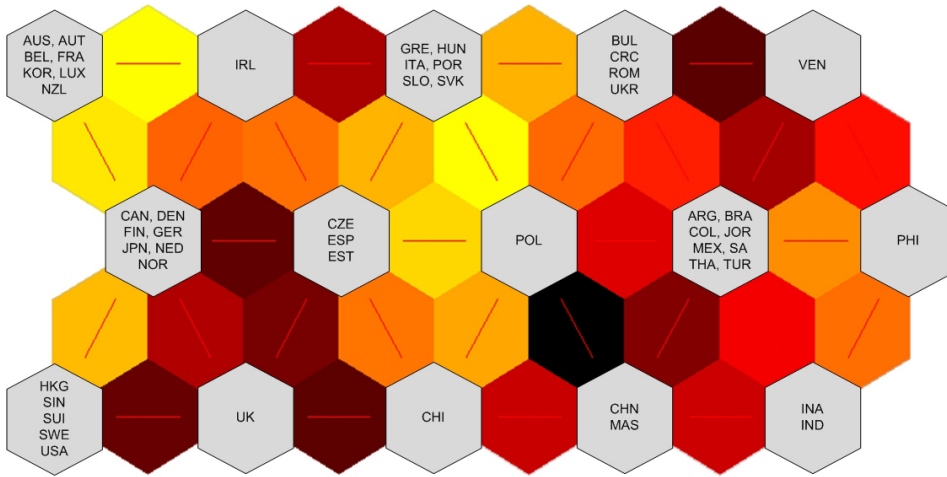 AUS, AUT
BEL, FRA
KOR, LUX
NZL
IRL
GRE, HUN
ITA, POR
SLO, SVK
BUL
CRC
ROM
UKR
VEN
CAN, DEN
FIN, GER
JPN, NED
NOR
CZE
ESP
EST
POL
ARG, BRA
COL, JOR
MEX, SA
THA, TUR
PHI
HKG
SIN
SUI
SWE
USA
UK
CHI
CHN
MAS
INA
IND